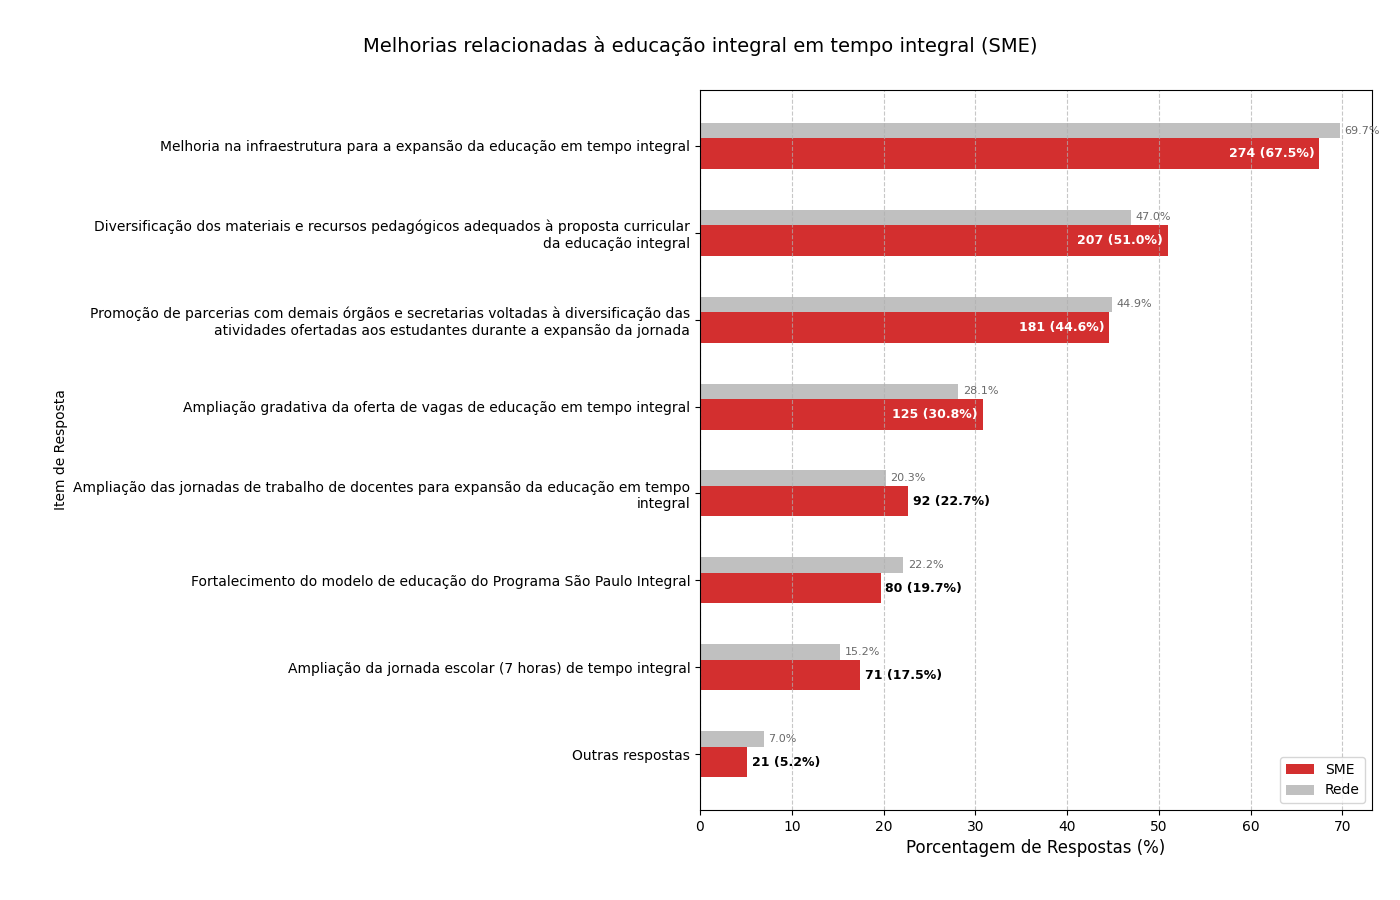 Melhorias relacionadas à educação integral em tempo integral (SME)
Item de Resposta
Melhoria na infraestrutura para a expansão da educação em tempo integral
69.7%
274 (67.5%)
Diversificação dos materiais e recursos pedagógicos adequados à proposta curricular
da educação integral
47.0%
207 (51.0%)
Promoção de parcerias com demais órgãos e secretarias voltadas à diversificação das
atividades ofertadas aos estudantes durante a expansão da jornada
44.9%
181 (44.6%)
Ampliação gradativa da oferta de vagas de educação em tempo integral
28.1%
125 (30.8%)
Ampliação das jornadas de trabalho de docentes para expansão da educação em tempo
integral
20.3%
92 (22.7%)
Fortalecimento do modelo de educação do Programa São Paulo Integral
22.2%
80 (19.7%)
Ampliação da jornada escolar (7 horas) de tempo integral
15.2%
71 (17.5%)
Outras respostas
7.0%
21 (5.2%)
SME
Rede
0 10 20 30 40 50 60 70
Porcentagem de Respostas (%)